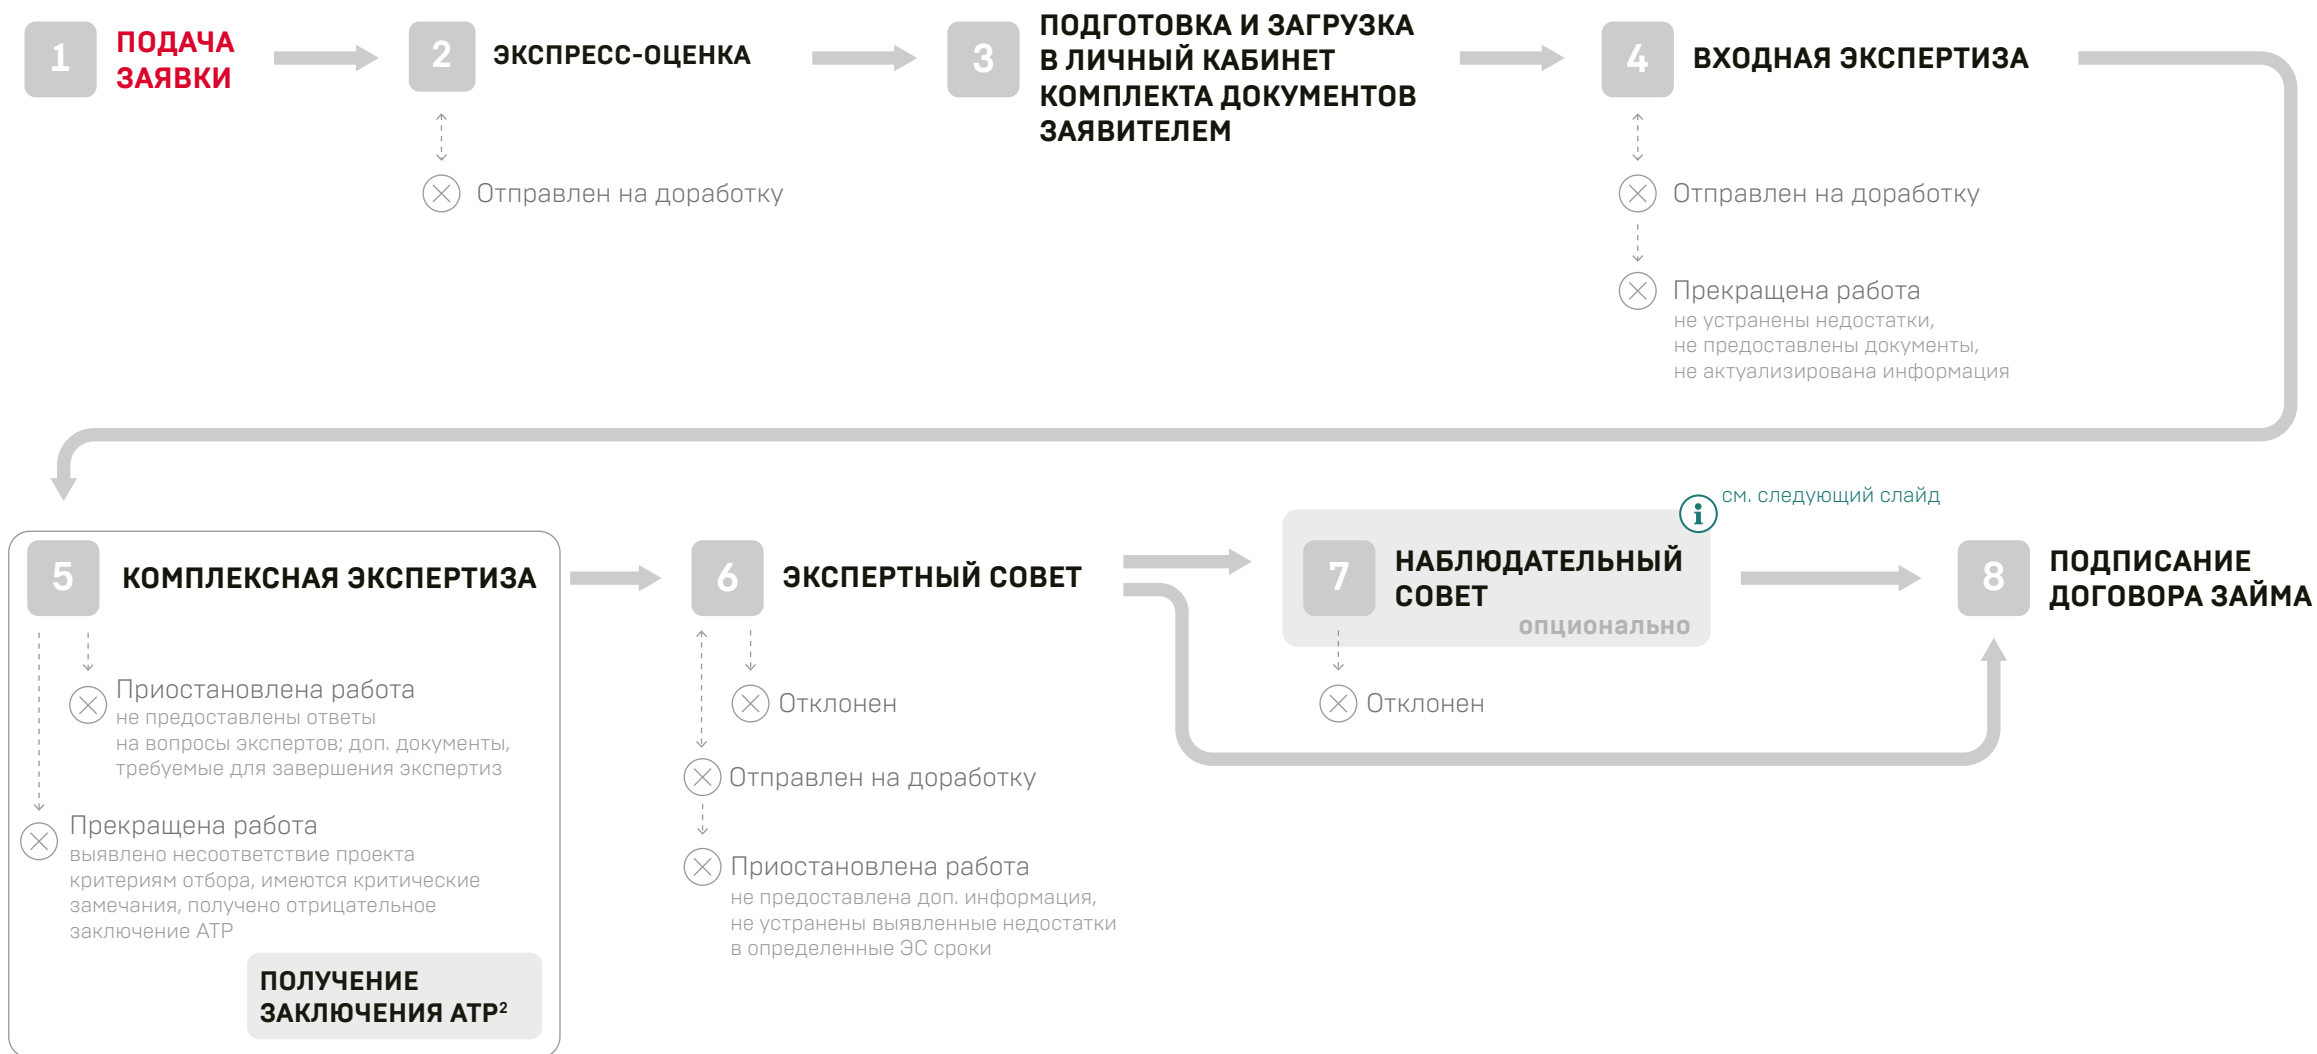 1
ПОДАЧА
ЗАЯВКИ
2
ЭКСПРЕСС-ОЦЕНКА
Отправлен на доработку
3
ПОДГОТОВКА И ЗАГРУЗКА
В ЛИЧНЫЙ КАБИНЕТ
КОМПЛЕКТА ДОКУМЕНТОВ
ЗАЯВИТЕЛЕМ
4
ВХОДНАЯ ЭКСПЕРТИЗА
Отправлен на доработку
Прекращена работа
не устранены недостатки,
не предоставлены документы,
не актуализирована информация
5
КОМПЛЕКСНАЯ ЭКСПЕРТИЗА
Приостановлена работа
не предоставлены ответы
на вопросы экспертов; доп. документы,
требуемые для завершения экспертиз
Прекращена работа
выявлено несоответствие проекта
критериям отбора, имеются критические
замечания, получено отрицательное
заключение АТР
ПОЛУЧЕНИЕ
ЗАКЛЮЧЕНИЯ АТР²
6
ЭКСПЕРТНЫЙ СОВЕТ
Отклонен
Отправлен на доработку
Приостановлена работа
не предоставлена доп. информация,
не устранены выявленные недостатки
в определенные ЭС сроки
см. следующий слайд
i
7
НАБЛЮДАТЕЛЬНЫЙ
СОВЕТ
опционально
Отклонен
8
ПОДПИСАНИЕ
ДОГОВОРА ЗАЙМА